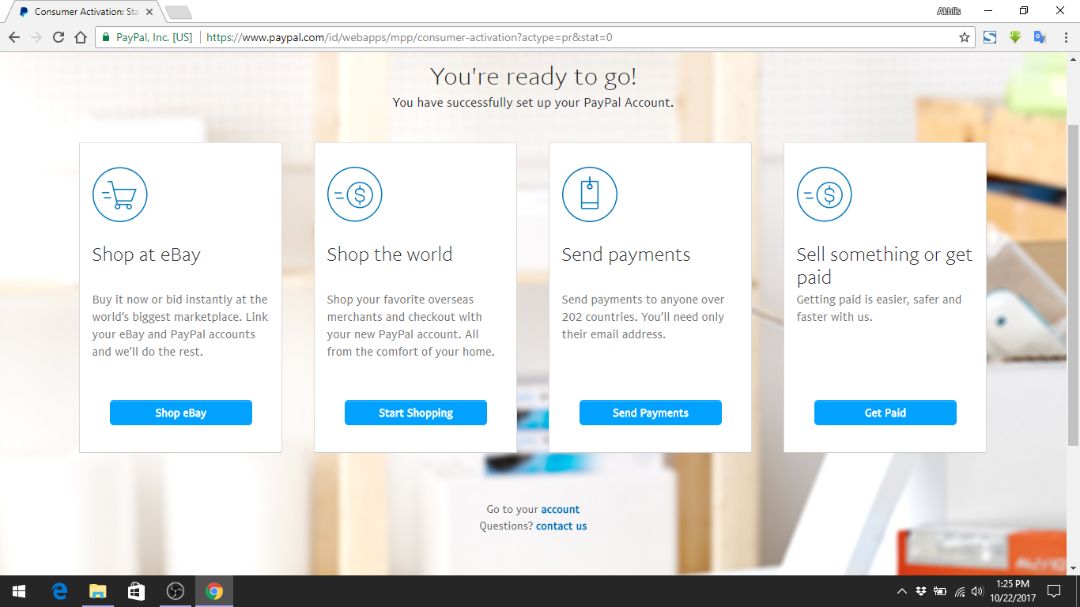 Consumer Activation: Sta
Akhlis
PayPal, Inc. [US]
https://www.paypal.com/id/webapps/mpp/consumer-activation?actype=pr&stat=0
You're ready to go!
You have successfully set up your PayPal Account.
Shop at eBay
Buy it now or bid instantly at the
world's biggest marketplace. Link
your eBay and PayPal accounts
and we'll do the rest.
Shop eBay
Shop the world
Shop your favorite overseas
merchants and checkout with
your new PayPal account. All
from the comfort of your home.
Start Shopping
Send payments
Send payments to anyone over
202 countries. You'll need only
their email address.
Send Payments
Sell something or get
paid
Getting paid is easier, safer and
faster with us.
Get Paid
Go to your account
Questions? contact us
1:25 PM
10/22/2017